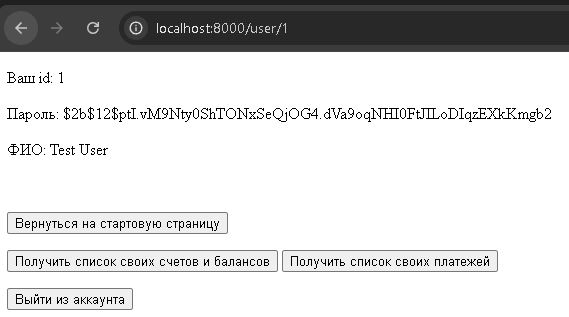 localhost:8000/user/1
Ваш id: 1
Пароль: $2b$12$ptI.vM9Nty0ShTONxSeQjOG4.dVa9oqNHI0FtJILoDIqzEXkKmgb2
ФИО: Test User
Вернуться на стартовую страницу
Получить список своих счетов и балансов Получить список своих платежей
Выйти из аккаунта